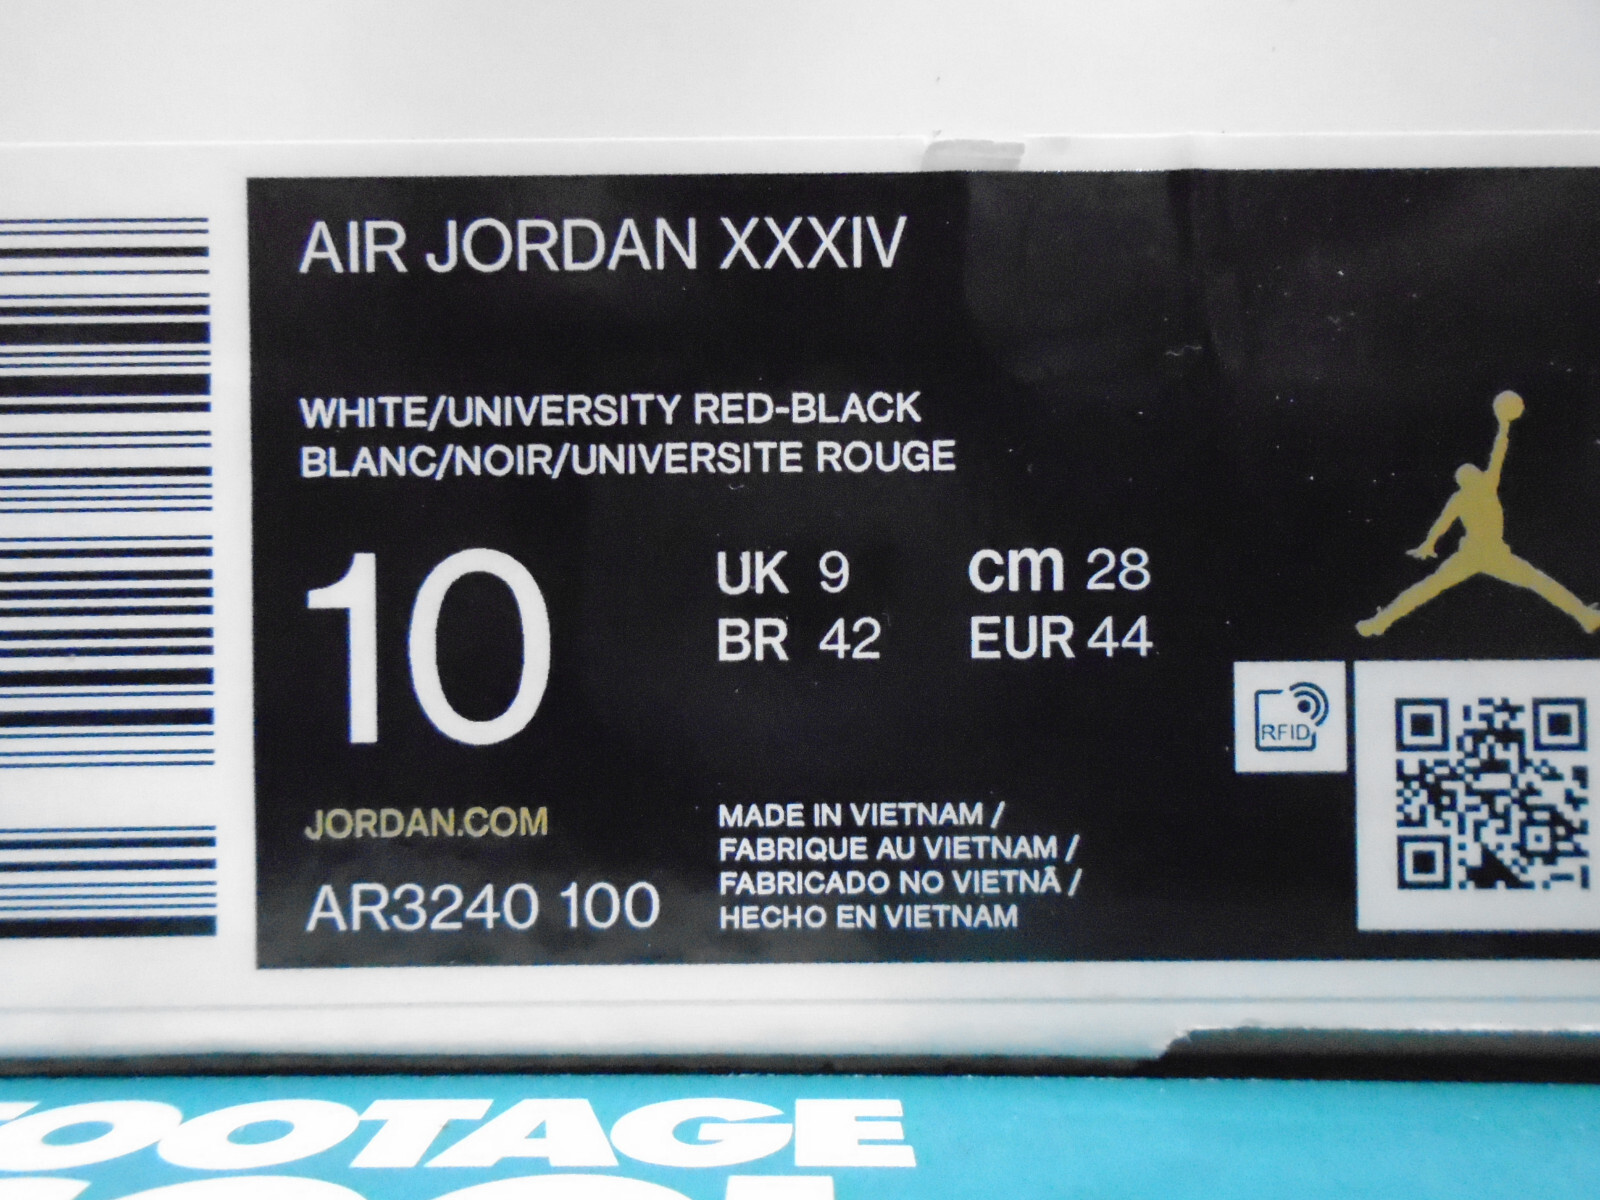 AIR JORDAN XXXIV
WHITE/UNIVERSITY RED-BLACK
BLANC/NOIR/UNIVERSITE ROUGE
10
UK 9 cm 28
BR 42 EUR 44
RFID
JORDAN.COM
AR3240 100
MADE IN VIETNAM /
FABRIQUE AU VIETNAM /
FABRICADO NO VIETNÃ /
HECHO EN VIETNAM
FOOTAGE